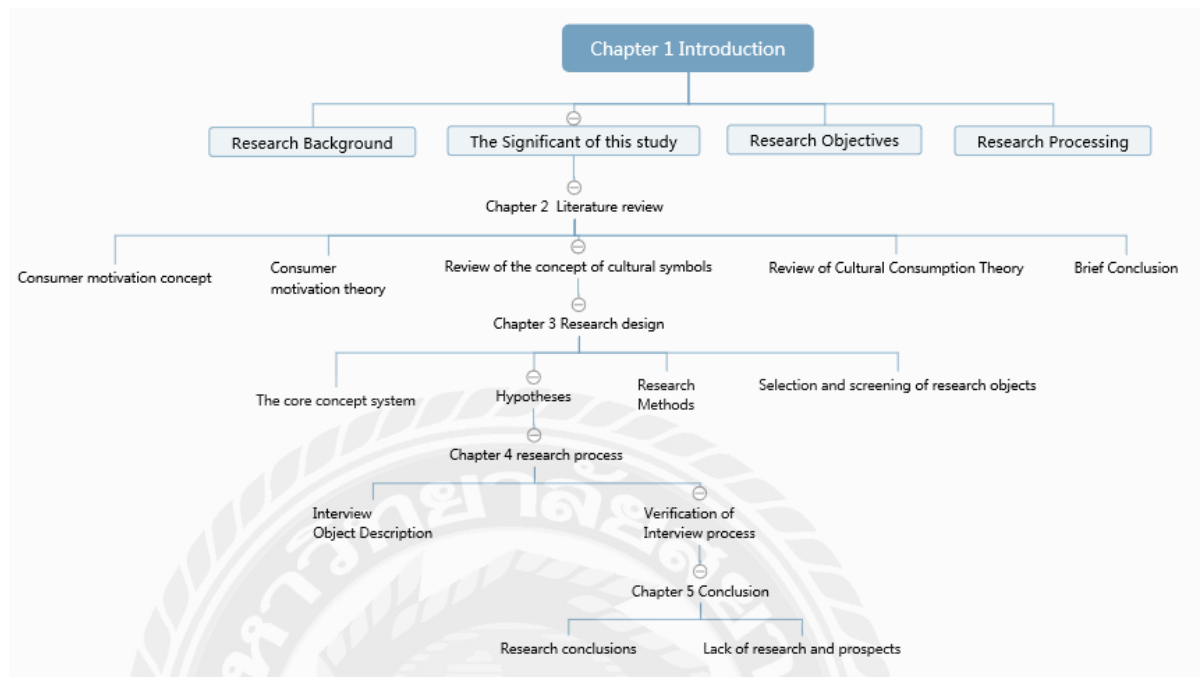 Chapter 1 Introduction
Research Background
The Significant of this study
Research Objectives
Research Processing
Chapter 2 Literature review
Consumer motivation concept
Consumer
motivation theory
Review of the concept of cultural symbols
Review of Cultural Consumption Theory
Brief Conclusion
Chapter 3 Research design
The core concept system
Hypotheses
Research
Methods
Selection and screening of research objects
Chapter 4 research process
Interview
Object Description
Verification of
Interview process
Chapter 5 Conclusion
Research conclusions
Lack of research and prospects